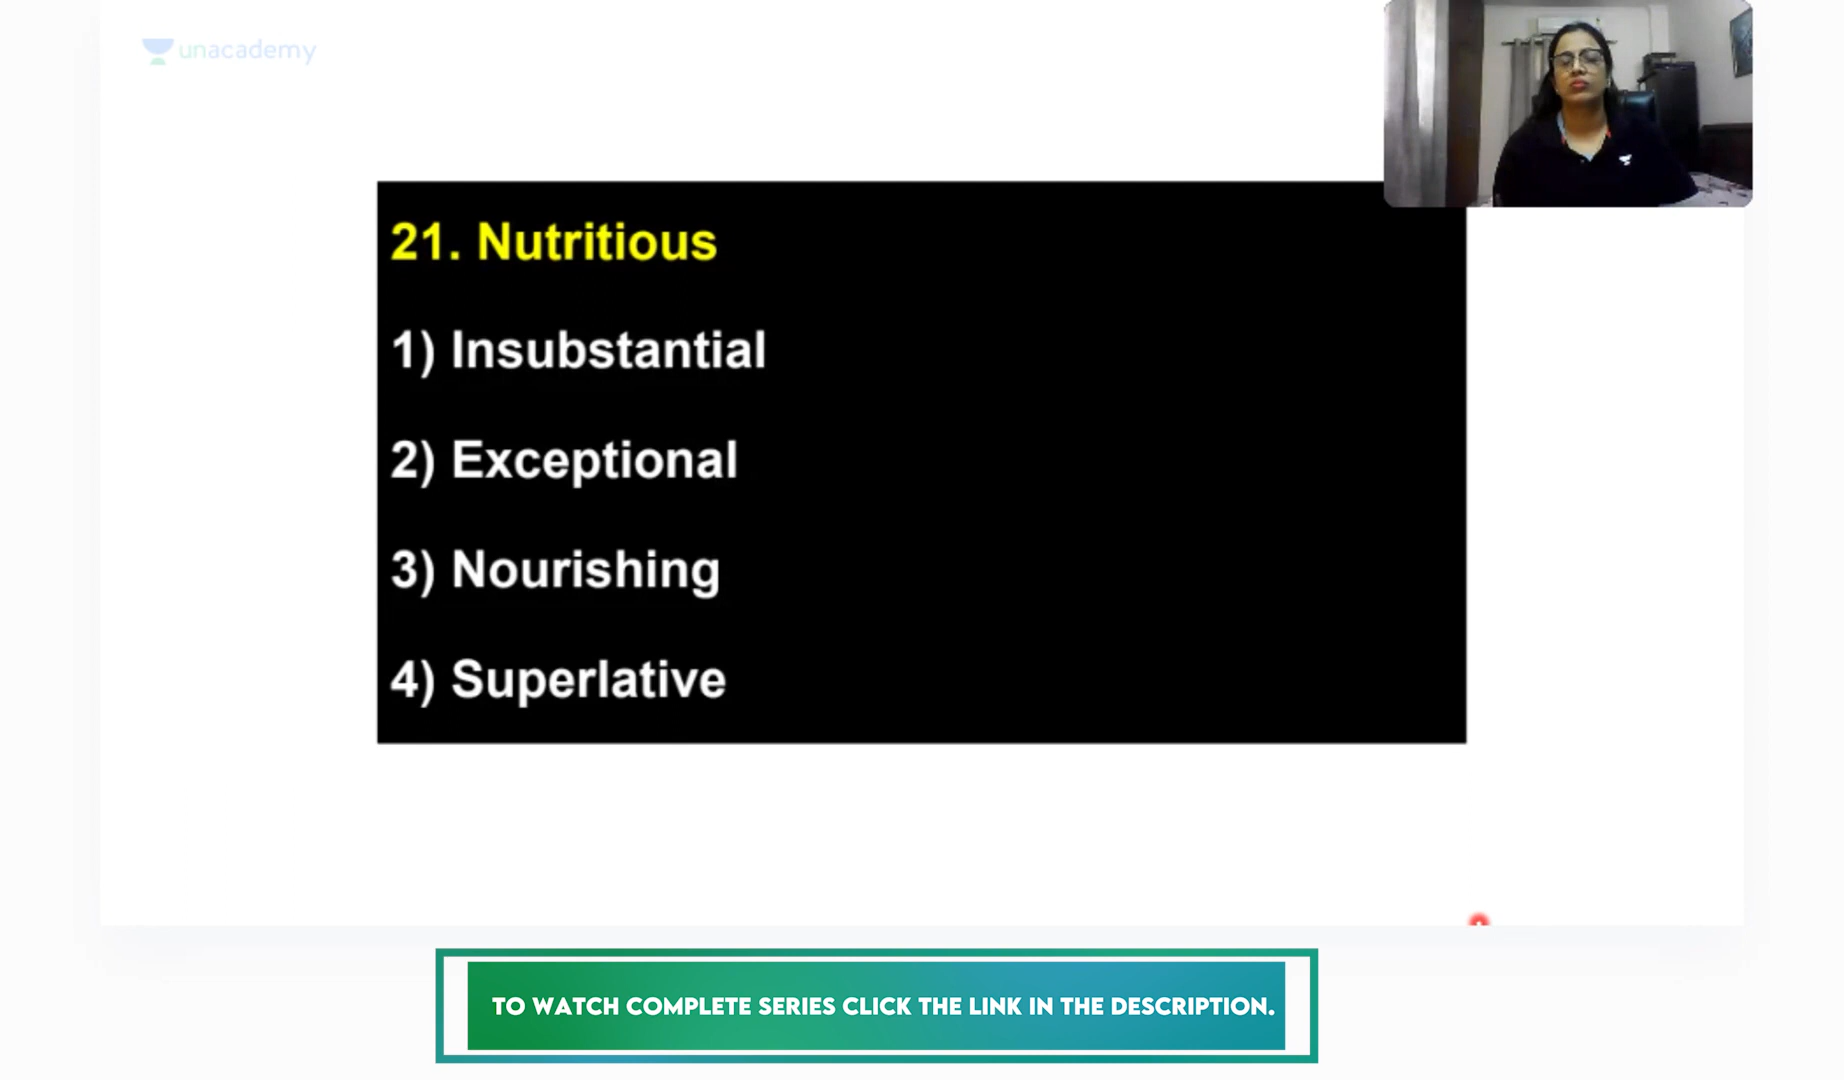 unacademy
21. Nutritious
1) Insubstantial
2) Exceptional
3) Nourishing
4) Superlative
TO WATCH COMPLETE SERIES CLICK THE LINK IN THE DESCRIPTION.